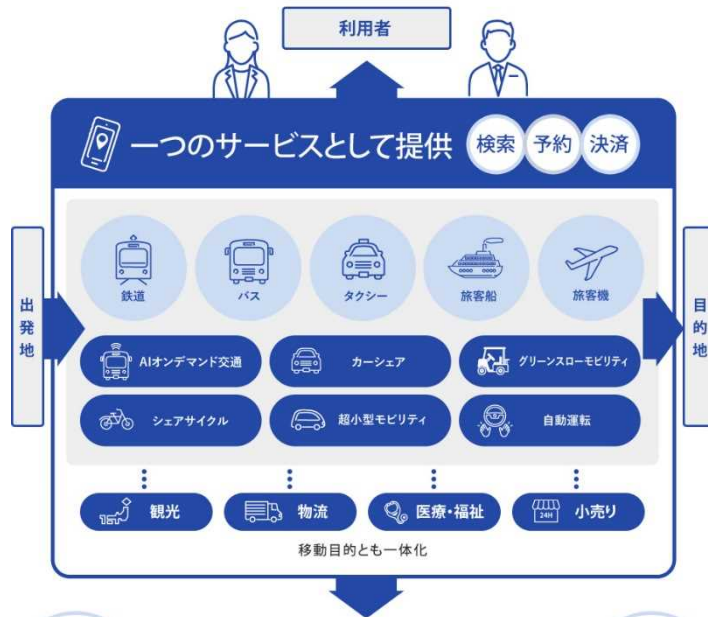 利用者
一つのサービスとして提供
検索
予約
決済
出発地
目的地
鉄道
バス
タクシー
旅客船
旅客機
AIオンデマンド交通
カーシェア
グリーンスローモビリティ
シェアサイクル
超小型モビリティ
自動運転
観光
物流
医療・福祉
24H
小売り
移動目的とも一体化